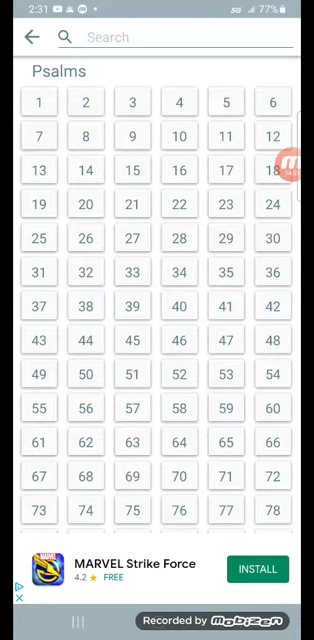 2:31 5G 77%
Search
Psalms
1 2 3 4 5 6
7 8 9 10 11 12
13 14 15 16 17 18
19 20 21 22 23 24
25 26 27 28 29 30
31 32 33 34 35 36
37 38 39 40 41 42
43 44 45 46 47 48
49 50 51 52 53 54
55 56 57 58 59 60
61 62 63 64 65 66
67 68 69 70 71 72
73 74 75 76 77 78
MARVEL Strike Force
4.2 ★ FREE
INSTALL
Recorded by mobizen